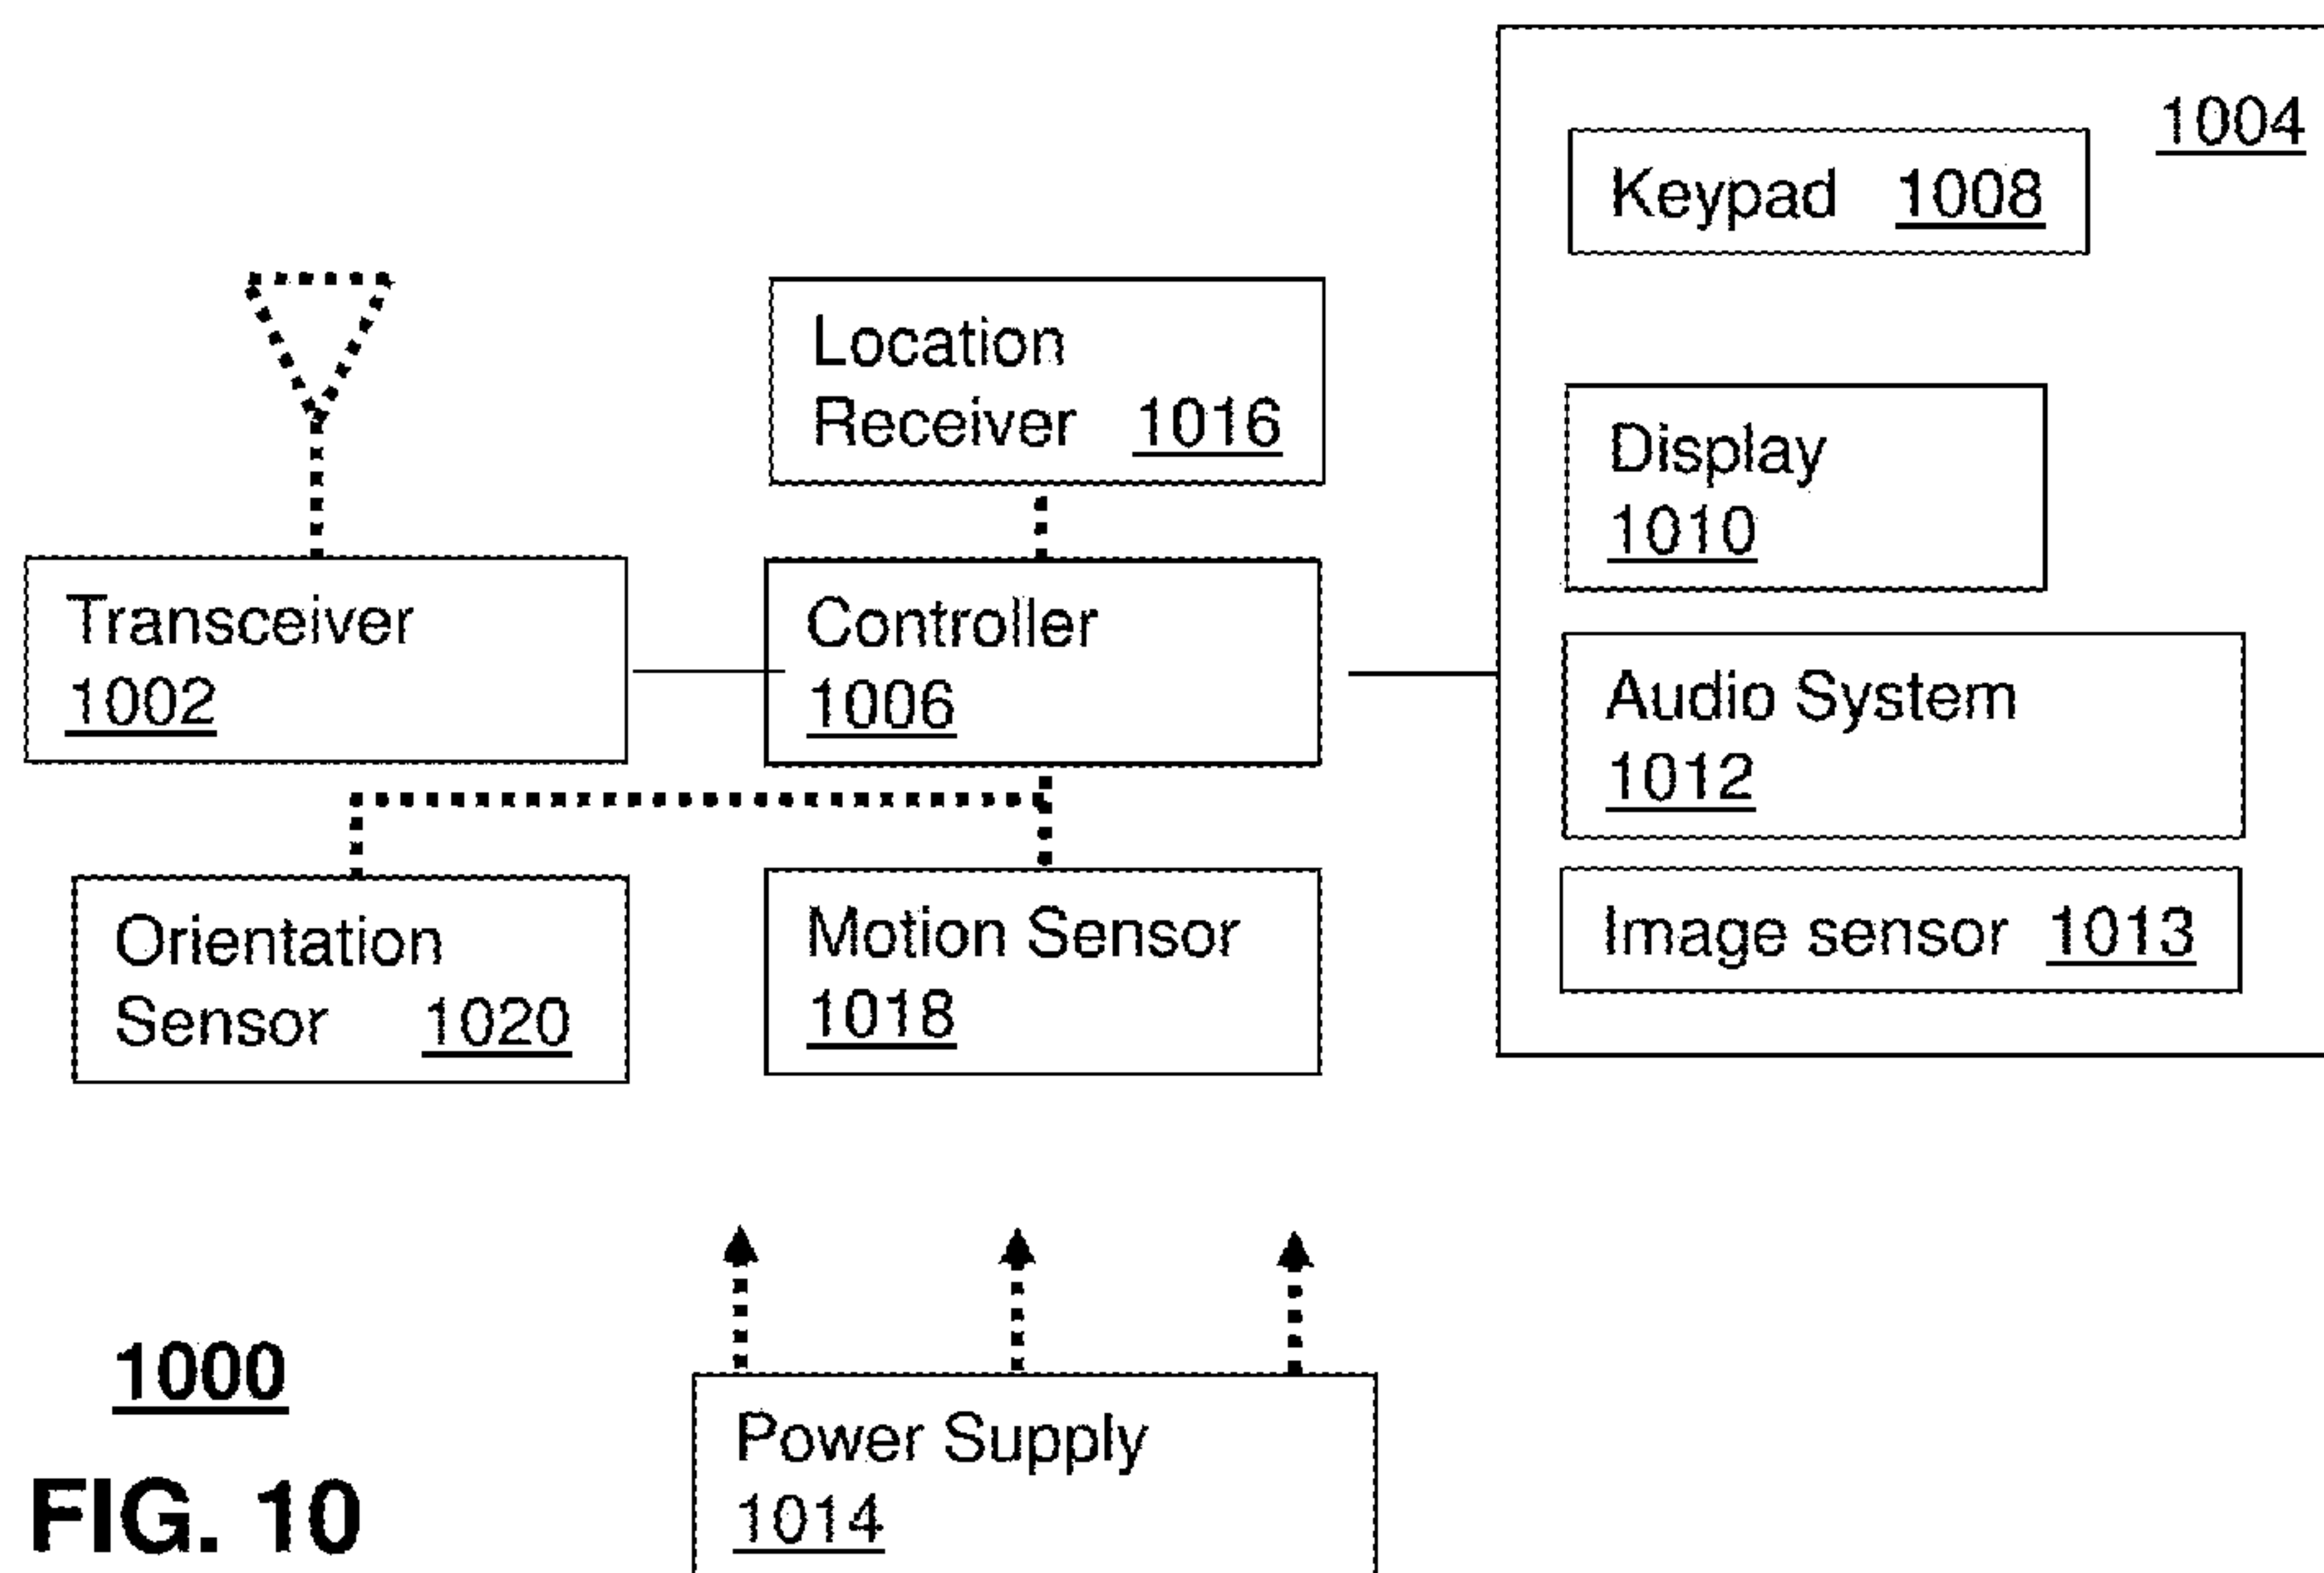 1004
Keypad 1008
Location
Receiver 1016
Display
1010
Transceiver
1002
Controller
1006
Audio System
1012
Orientation
Sensor 1020
Motion Sensor
1018
Image sensor 1013
1000
FIG. 10
Power Supply
1014